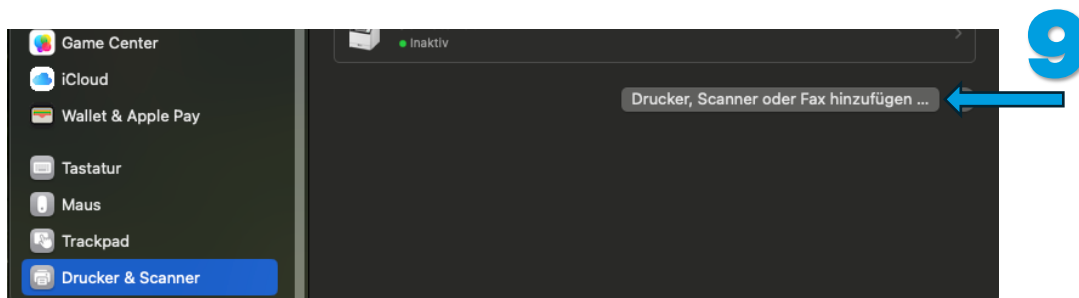 Game Center
iCloud
Wallet & Apple Pay
Tastatur
Maus
Trackpad
Drucker & Scanner
Inaktiv
Drucker, Scanner oder Fax hinzufügen ...
9